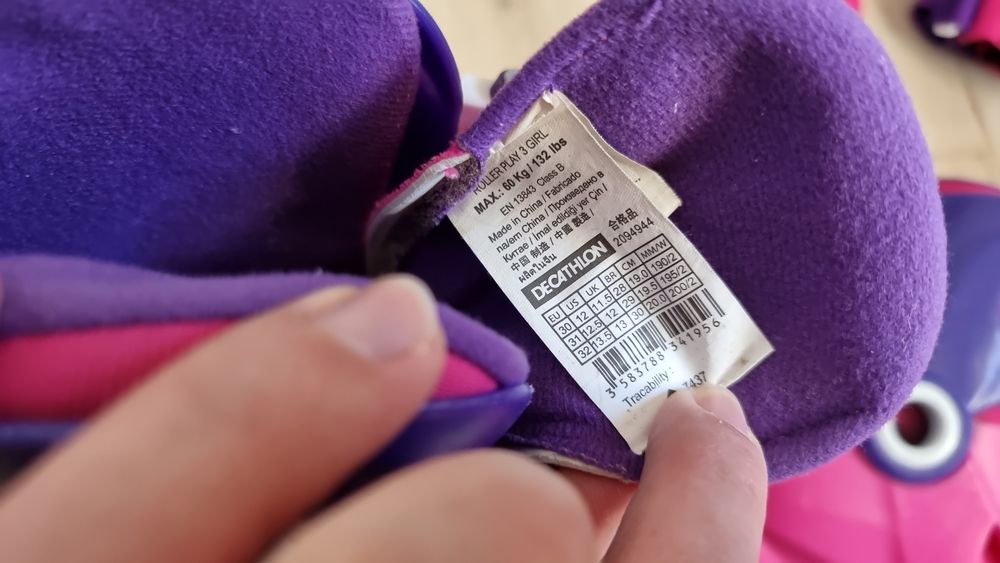 ROLLER PLAY 3 GIRL
MAX.: 60 Kg / 132 lbs
EN 13843 Class B
Made in China / Fabricado
na/em China / Произведено в
Китае / İmal edildiği yer Çin /
中国 制造 / 中國 製造 /
ผลิตในจีน 合格品
DECATHLON 2094944
EU US UK BR CM MM/W
30 12 11.5 28 19.0 190/2
31 12.5 12 29 19.5 195/2
32 13.5 13 30 20.0 200/2
3 583788 341956
Tracability : 7437